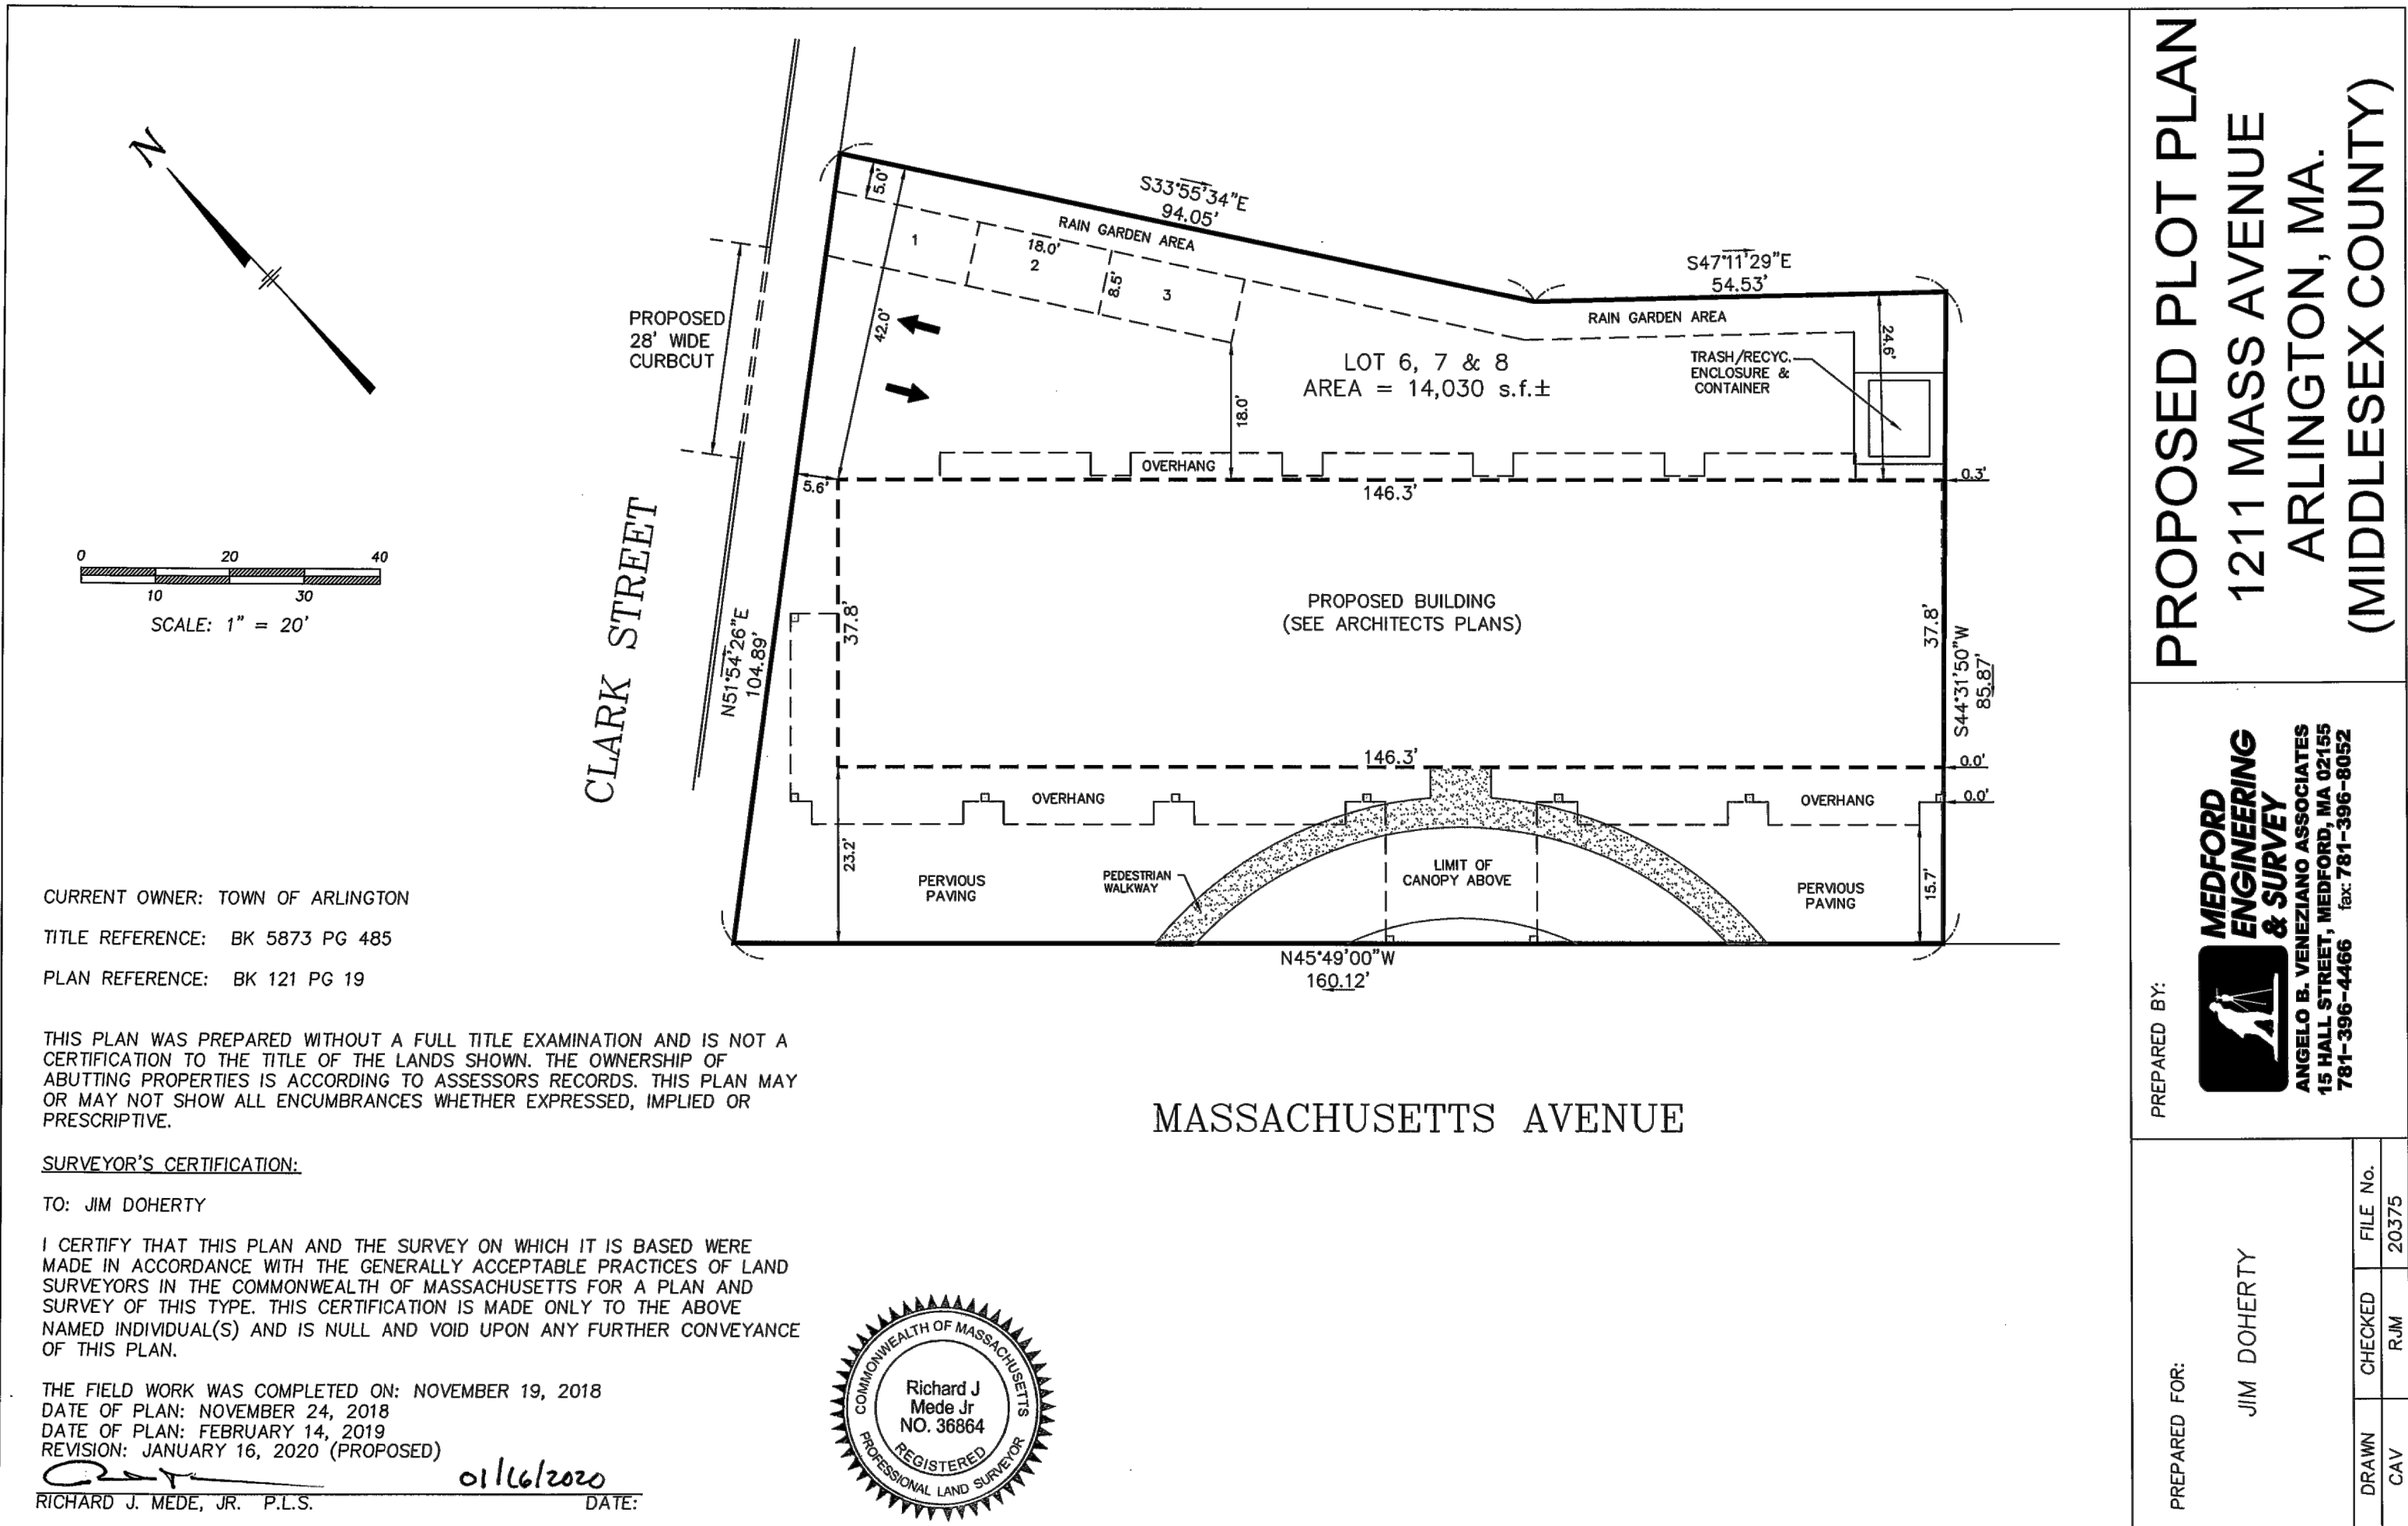 N
0 20 40
10 30
SCALE: 1" = 20'
CLARK STREET
N51°54'26"E
104.89'
PROPOSED
28' WIDE
CURBCUT
5.0'
S33°55'34"E
94.05'
RAIN GARDEN AREA
1
18.0'
2
8.5'
3
42.0'
18.0'
S47°11'29"E
54.53'
RAIN GARDEN AREA
24.6'
LOT 6, 7 & 8
AREA = 14,030 s.f.±
TRASH/RECYC.
ENCLOSURE &
CONTAINER
OVERHANG
5.6'
146.3'
0.3'
37.8'
PROPOSED BUILDING
(SEE ARCHITECTS PLANS)
37.8'
S44°31'50"W
85.87'
146.3'
0.0'
OVERHANG
OVERHANG
0.0'
23.2'
PERVIOUS
PAVING
PEDESTRIAN
WALKWAY
LIMIT OF
CANOPY ABOVE
PERVIOUS
PAVING
15.7'
N45°49'00"W
160.12'
MASSACHUSETTS AVENUE
CURRENT OWNER: TOWN OF ARLINGTON
TITLE REFERENCE: BK 5873 PG 485
PLAN REFERENCE: BK 121 PG 19
THIS PLAN WAS PREPARED WITHOUT A FULL TITLE EXAMINATION AND IS NOT A
CERTIFICATION TO THE TITLE OF THE LANDS SHOWN. THE OWNERSHIP OF
ABUTTING PROPERTIES IS ACCORDING TO ASSESSORS RECORDS. THIS PLAN MAY
OR MAY NOT SHOW ALL ENCUMBRANCES WHETHER EXPRESSED, IMPLIED OR
PRESCRIPTIVE.
SURVEYOR'S CERTIFICATION:
TO: JIM DOHERTY
I CERTIFY THAT THIS PLAN AND THE SURVEY ON WHICH IT IS BASED WERE
MADE IN ACCORDANCE WITH THE GENERALLY ACCEPTABLE PRACTICES OF LAND
SURVEYORS IN THE COMMONWEALTH OF MASSACHUSETTS FOR A PLAN AND
SURVEY OF THIS TYPE. THIS CERTIFICATION IS MADE ONLY TO THE ABOVE
NAMED INDIVIDUAL(S) AND IS NULL AND VOID UPON ANY FURTHER CONVEYANCE
OF THIS PLAN.
THE FIELD WORK WAS COMPLETED ON: NOVEMBER 19, 2018
DATE OF PLAN: NOVEMBER 24, 2018
DATE OF PLAN: FEBRUARY 14, 2019
REVISION: JANUARY 16, 2020 (PROPOSED)
01/16/2020
RICHARD J. MEDE, JR. P.L.S. DATE:
COMMONWEALTH OF MASSACHUSETTS
Richard J
Mede Jr
NO. 36864
REGISTERED
PROFESSIONAL LAND SURVEYOR
PROPOSED PLOT PLAN
1211 MASS AVENUE
ARLINGTON, MA.
(MIDDLESEX COUNTY)
PREPARED BY:
MEDFORD
ENGINEERING
& SURVEY
ANGELO B. VENEZIANO ASSOCIATES
15 HALL STREET, MEDFORD, MA 02155
781-396-4466 fax: 781-396-8052
PREPARED FOR:
JIM DOHERTY
DRAWN CHECKED FILE No.
CAV RJM 20375